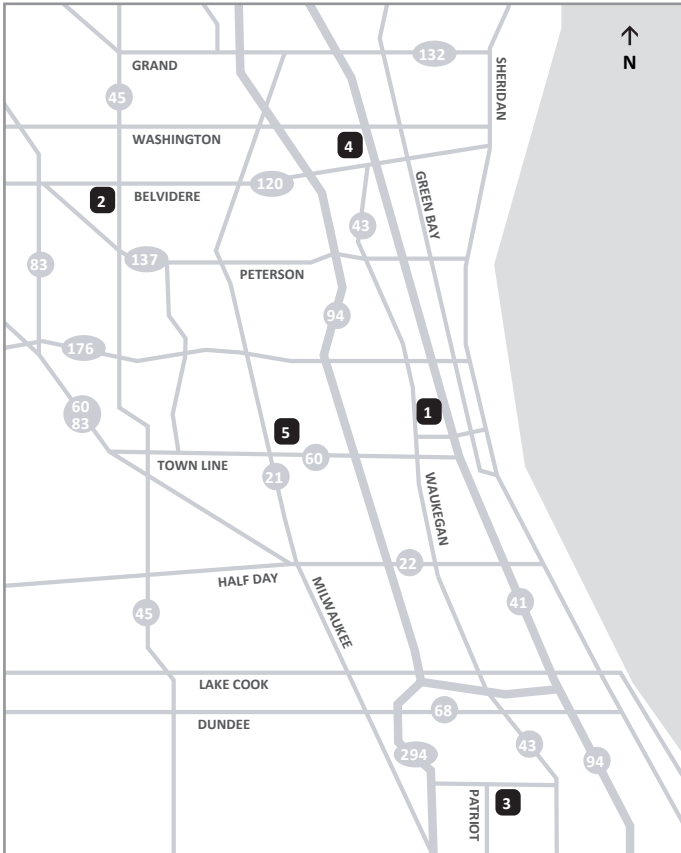 N
132
GRAND
SHERIDAN
45
WASHINGTON
4
GREEN BAY
120
BELVIDERE
2
43
83
137
PETERSON
94
176
60
83
1
5
60
TOWN LINE
21
WAUKEGAN
22
HALF DAY
MILWAUKEE
41
45
LAKE COOK
68
DUNDEE
43
294
94
PATRIOT
3